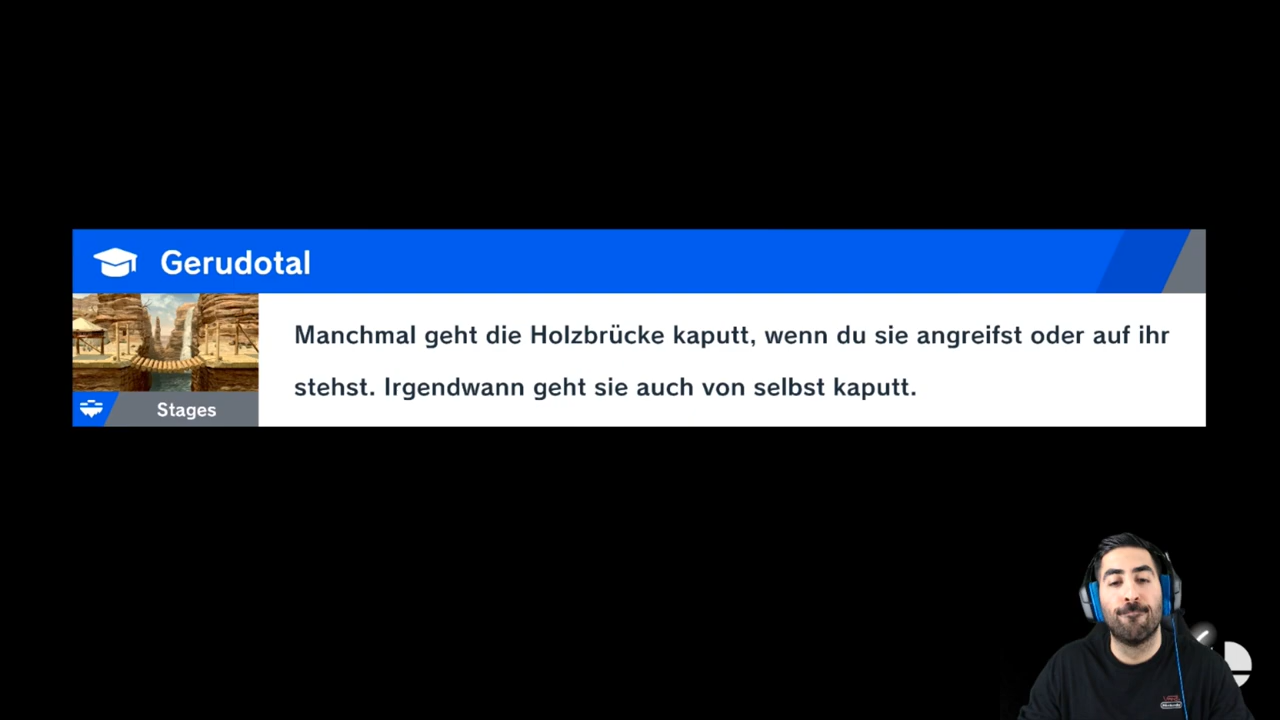 Gerudotal
Manchmal geht die Holzbrücke kaputt, wenn du sie angreifst oder auf ihr
stehst. Irgendwann geht sie auch von selbst kaputt.
Stages
Nintendo